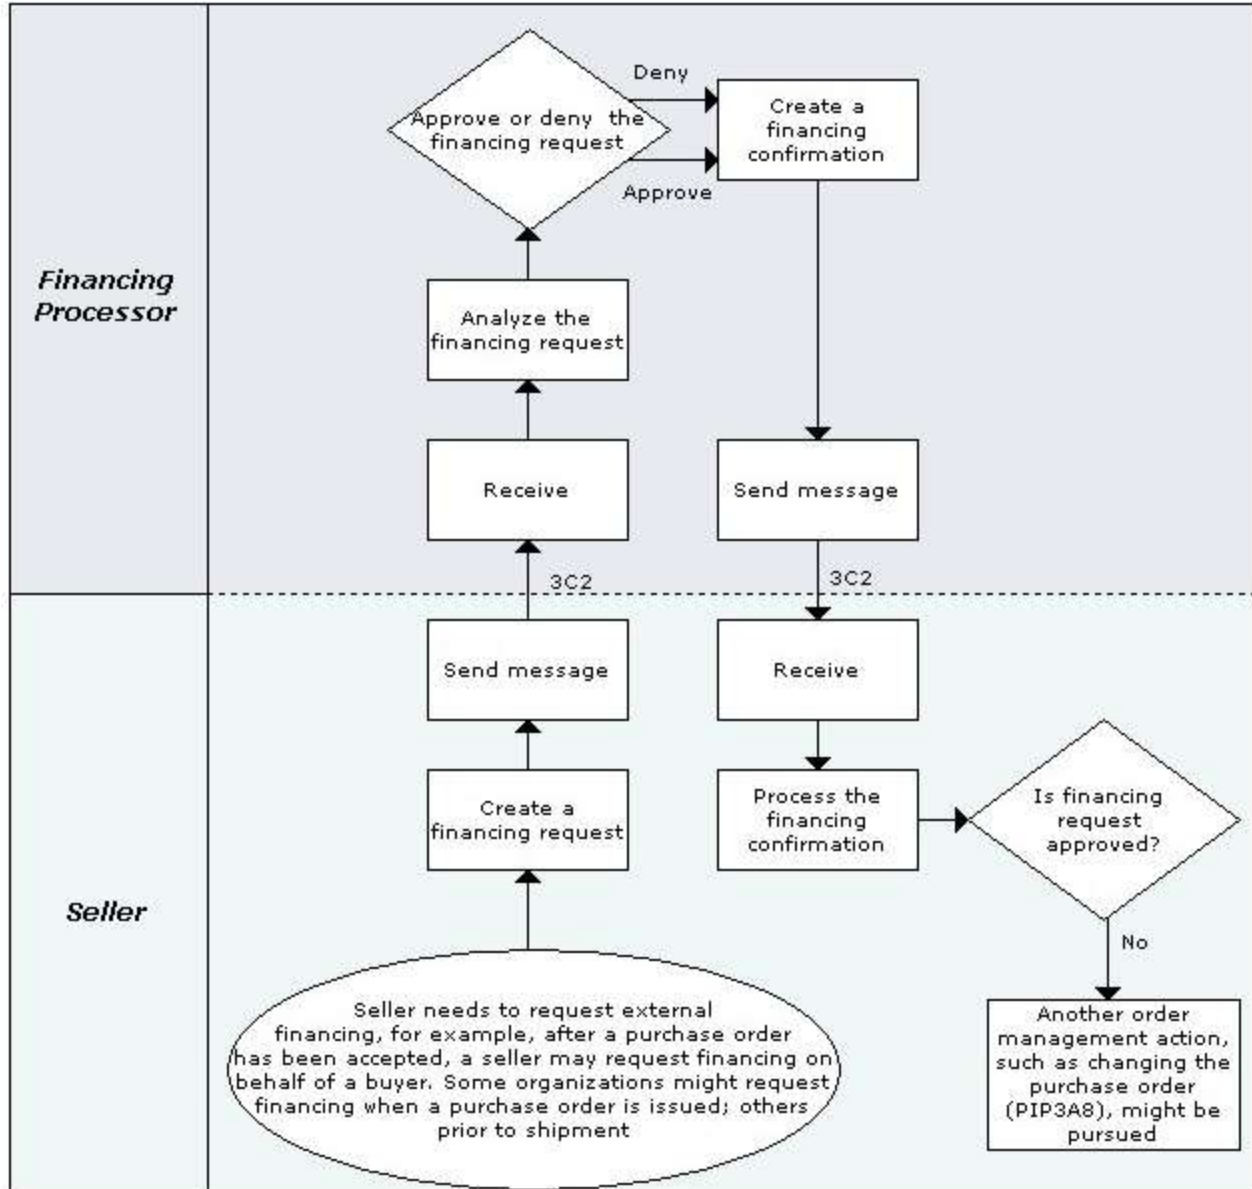 Deny
Approve or deny the
financing request
Approve
Create a
financing
confirmation
Financing
Processor
Analyze the
financing request
Receive
Send message
3C2
3C2
Send message
Receive
Create a
financing request
Process the
financing
confirmation
Is financing
request
approved?
Seller
No
Seller needs to request external
financing, for example, after a purchase order
has been accepted, a seller may request financing on
behalf of a buyer. Some organizations might request
financing when a purchase order is issued; others
prior to shipment
Another order
management action,
such as changing the
purchase order
(PIP3A8), might be
pursued